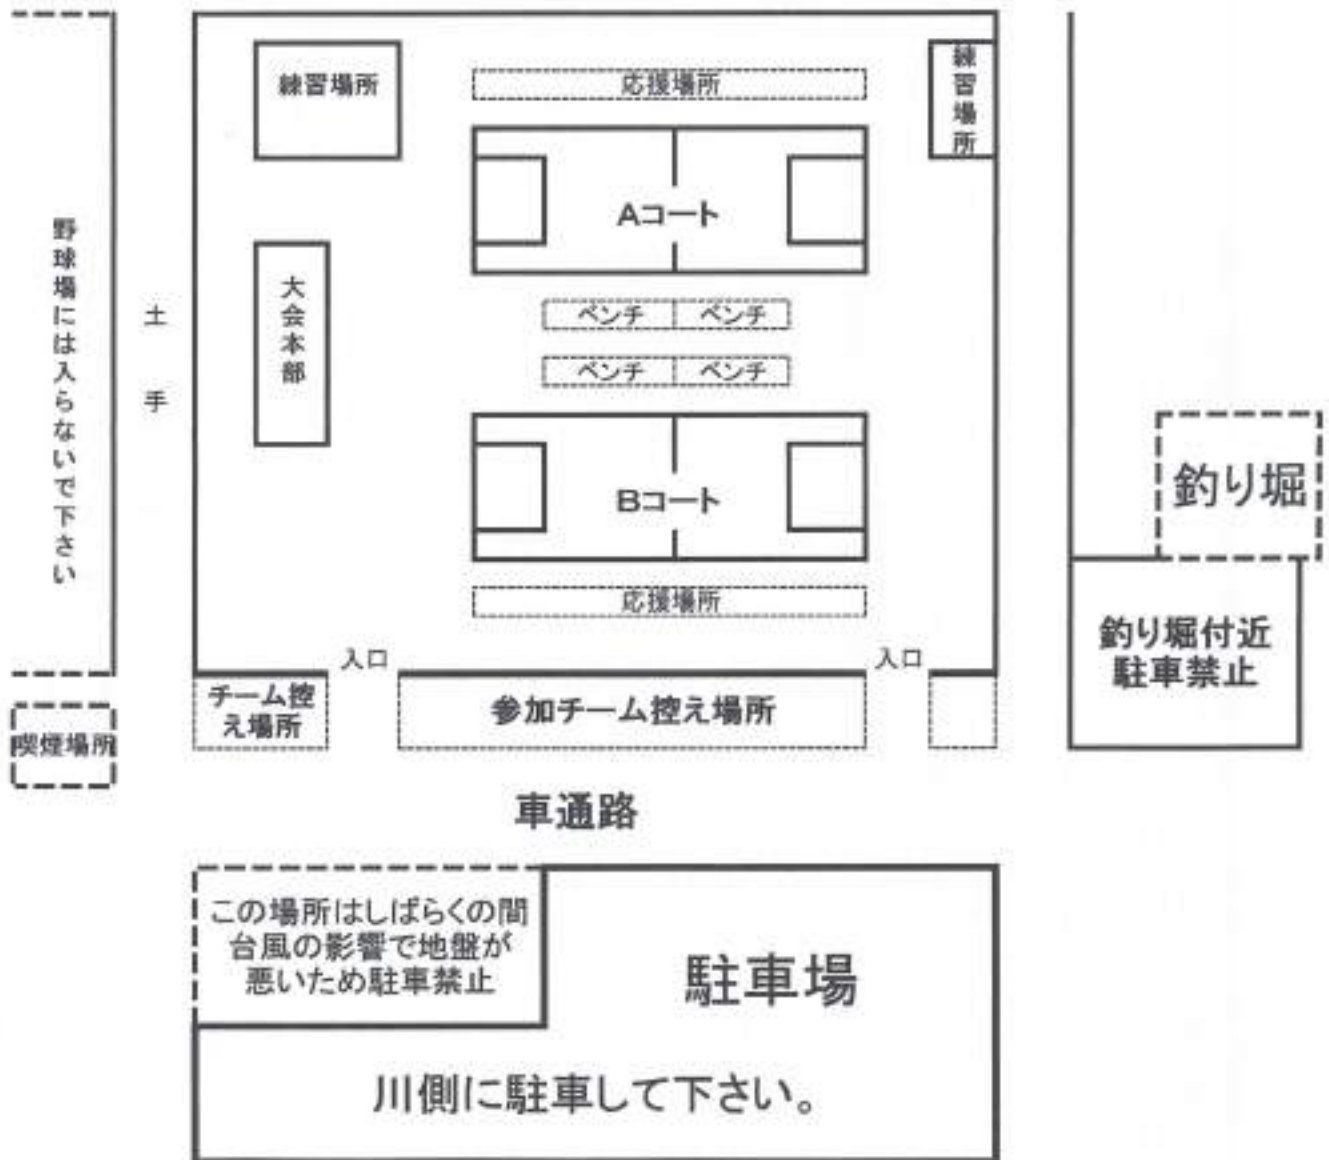 練習場所
応援場所
練習場所
Aコート
野球場には入らないで下さい
土手
大会本部
ベンチ
ベンチ
ベンチ
ベンチ
釣り堀
Bコート
応援場所
入口
入口
釣り堀付近
駐車禁止
チーム控
え場所
参加チーム控え場所
喫煙場所
車通路
この場所はしばらくの間
台風の影響で地盤が
悪いため駐車禁止
駐車場
川側に駐車して下さい。